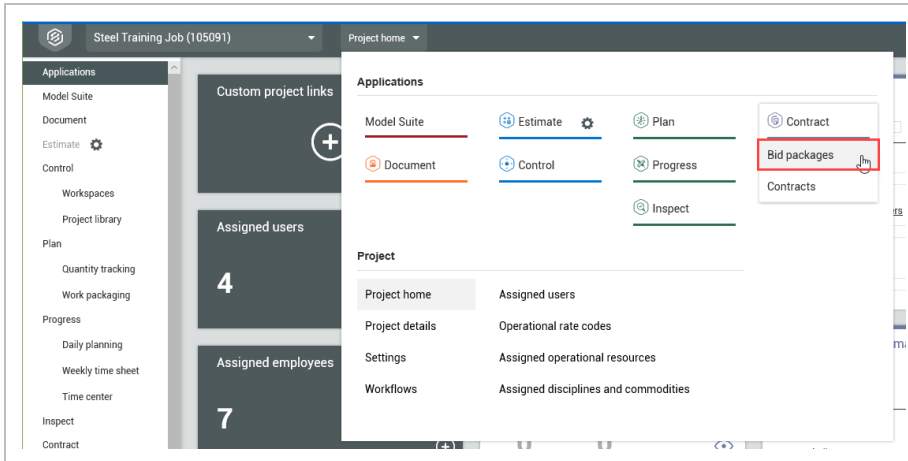 Steel Training Job (105091)
Project home
Applications
Model Suite
Document
Estimate
Control
Workspaces
Project library
Plan
Quantity tracking
Work packaging
Progress
Daily planning
Weekly time sheet
Time center
Inspect
Contract
Custom project links
Assigned users
4
Assigned employees
7
Applications
Model Suite
Estimate
Plan
Contract
Document
Control
Progress
Bid packages
Contracts
Inspect
Project
Project home
Assigned users
Project details
Operational rate codes
Settings
Assigned operational resources
Workflows
Assigned disciplines and commodities